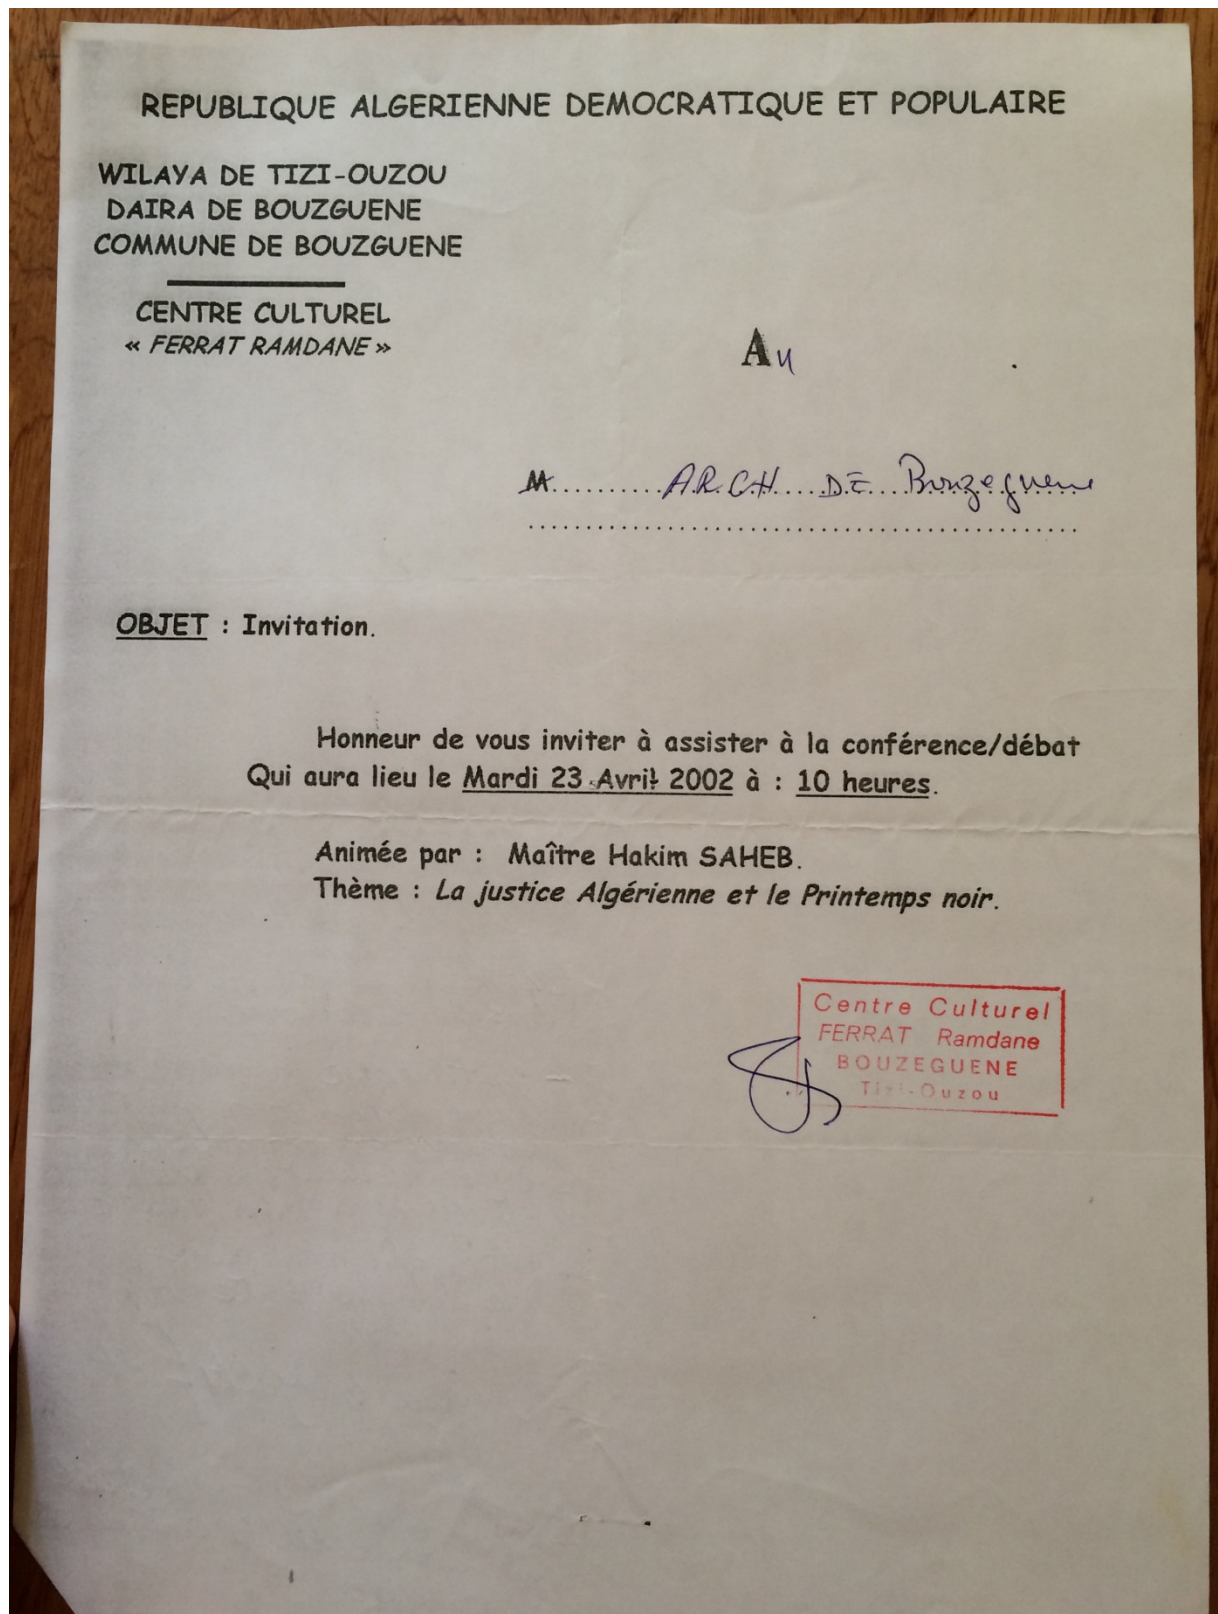 REPUBLIQUE ALGERIENNE DEMOCRATIQUE ET POPULAIRE
WILAYA DE TIZI-OUZOU
DAIRA DE BOUZGUENE
COMMUNE DE BOUZGUENE
CENTRE CULTUREL
« FERRAT RAMDANE »
Au
M..........ARCH DE Bouzeguene
..................................................
OBJET : Invitation.
Honneur de vous inviter à assister à la conférence/débat
Qui aura lieu le Mardi 23 Avril 2002 à : 10 heures.
Animée par : Maître Hakim SAHEB.
Thème : La justice Algérienne et le Printemps noir.
Centre Culturel
FERRAT Ramdane
BOUZEGUENE
Tizi-Ouzou